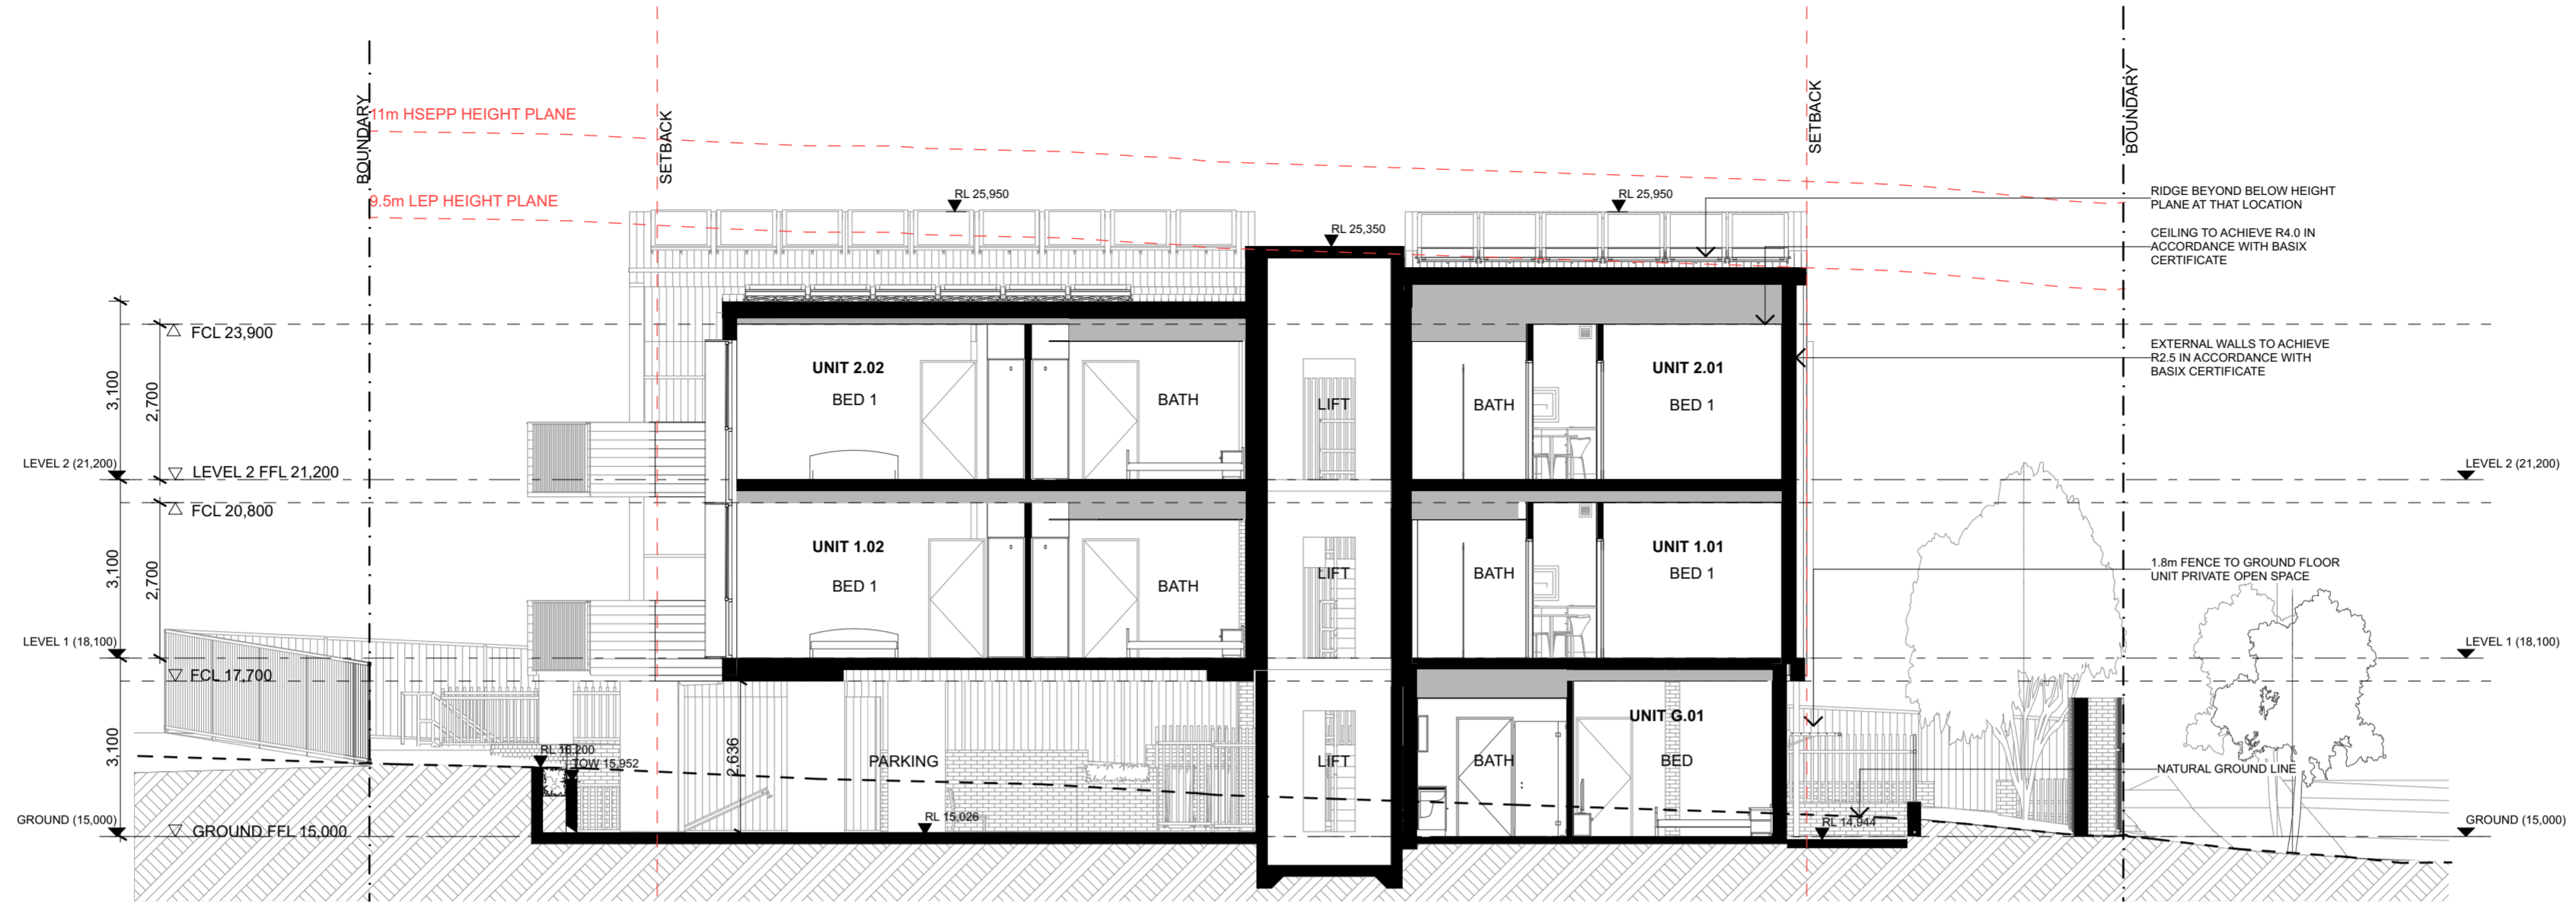 BOUNDARY
SETBACK
SETBACK
BOUNDARY
11m HSEPP HEIGHT PLANE
9.5m LEP HEIGHT PLANE
RL 25,950
RL 25,950
RL 25,350
RIDGE BEYOND BELOW HEIGHT
PLANE AT THAT LOCATION
CEILING TO ACHIEVE R4.0 IN
ACCORDANCE WITH BASIX
CERTIFICATE
FCL 23,900
EXTERNAL WALLS TO ACHIEVE
R2.5 IN ACCORDANCE WITH
BASIX CERTIFICATE
3,100
2,700
UNIT 2.02
BED 1
BATH
LIFT
BATH
UNIT 2.01
BED 1
LEVEL 2 (21,200)
LEVEL 2 FFL 21,200
LEVEL 2 (21,200)
FCL 20,800
3,100
2,700
UNIT 1.02
BED 1
BATH
LIFT
BATH
UNIT 1.01
BED 1
1.8m FENCE TO GROUND FLOOR
UNIT PRIVATE OPEN SPACE
LEVEL 1 (18,100)
LEVEL 1 (18,100)
FCL 17,700
3,100
RL 16,200
TOW 15,952
2,636
PARKING
LIFT
BATH
UNIT G.01
BED
NATURAL GROUND LINE
GROUND (15,000)
GROUND FFL 15,000
RL 15,026
RL 14,944
GROUND (15,000)